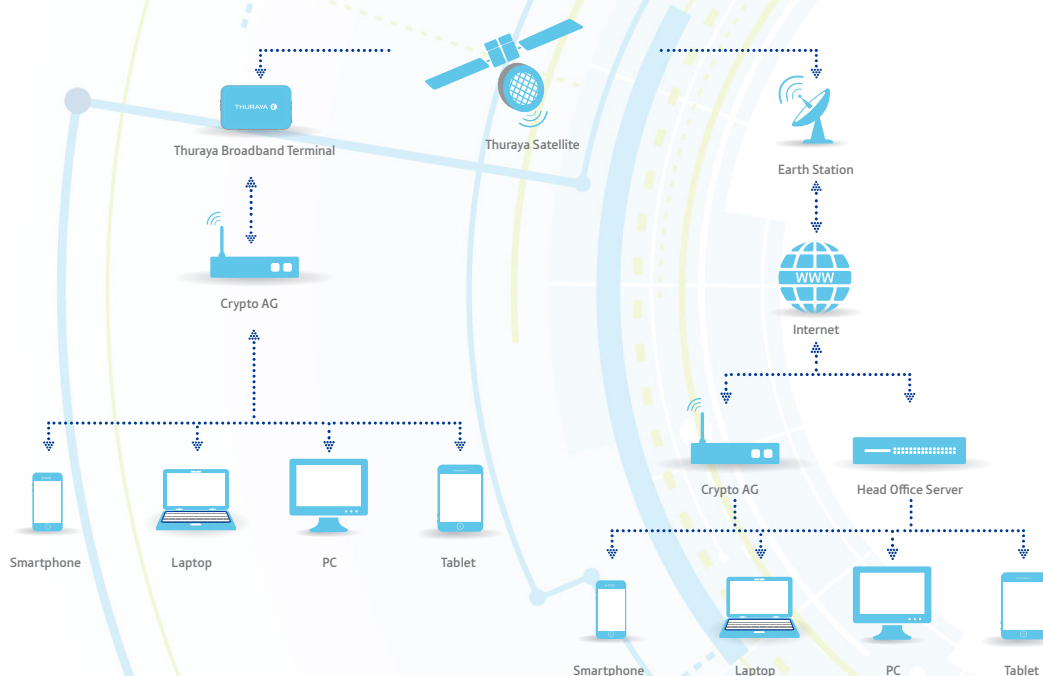 THURAYA
Thuraya Broadband Terminal
Thuraya Satellite
Earth Station
Crypto AG
WWW
Internet
Crypto AG
Head Office Server
Smartphone
Laptop
PC
Tablet
Smartphone
Laptop
PC
Tablet